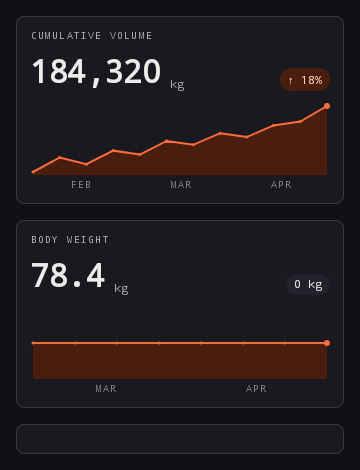 CUMULATIVE VOLUME
184,320 kg
↑ 18%
FEB MAR APR
BODY WEIGHT
78.4 kg
0 kg
MAR APR